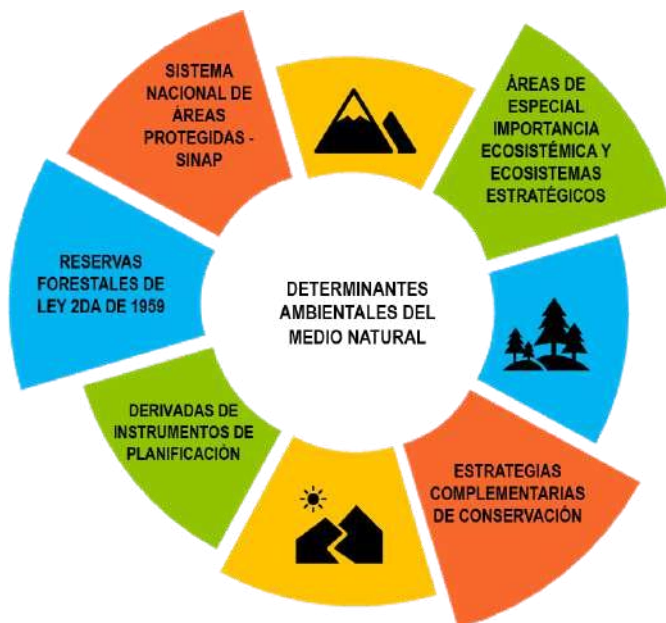 SISTEMA
NACIONAL DE
ÁREAS
PROTEGIDAS -
SINAP
ÁREAS DE
ESPECIAL
IMPORTANCIA
ECOSISTÉMICA Y
ECOSISTEMAS
ESTRATÉGICOS
RESERVAS
FORESTALES DE
LEY 2DA DE 1959
DETERMINANTES
AMBIENTALES DEL
MEDIO NATURAL
DERIVADAS DE
INSTRUMENTOS DE
PLANIFICACIÓN
ESTRATEGIAS
COMPLEMENTARIAS
DE CONSERVACIÓN